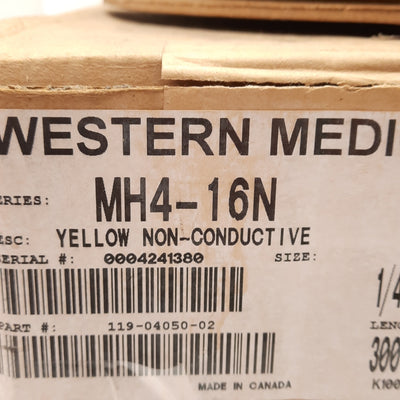 WESTERN MEDI
ERIES: MH4-16N
ESC: YELLOW NON-CONDUCTIVE
SERIAL #: 0004241380 SIZE:
1/4
PART #: 119-04050-02 LENG
300
MADE IN CANADA K100